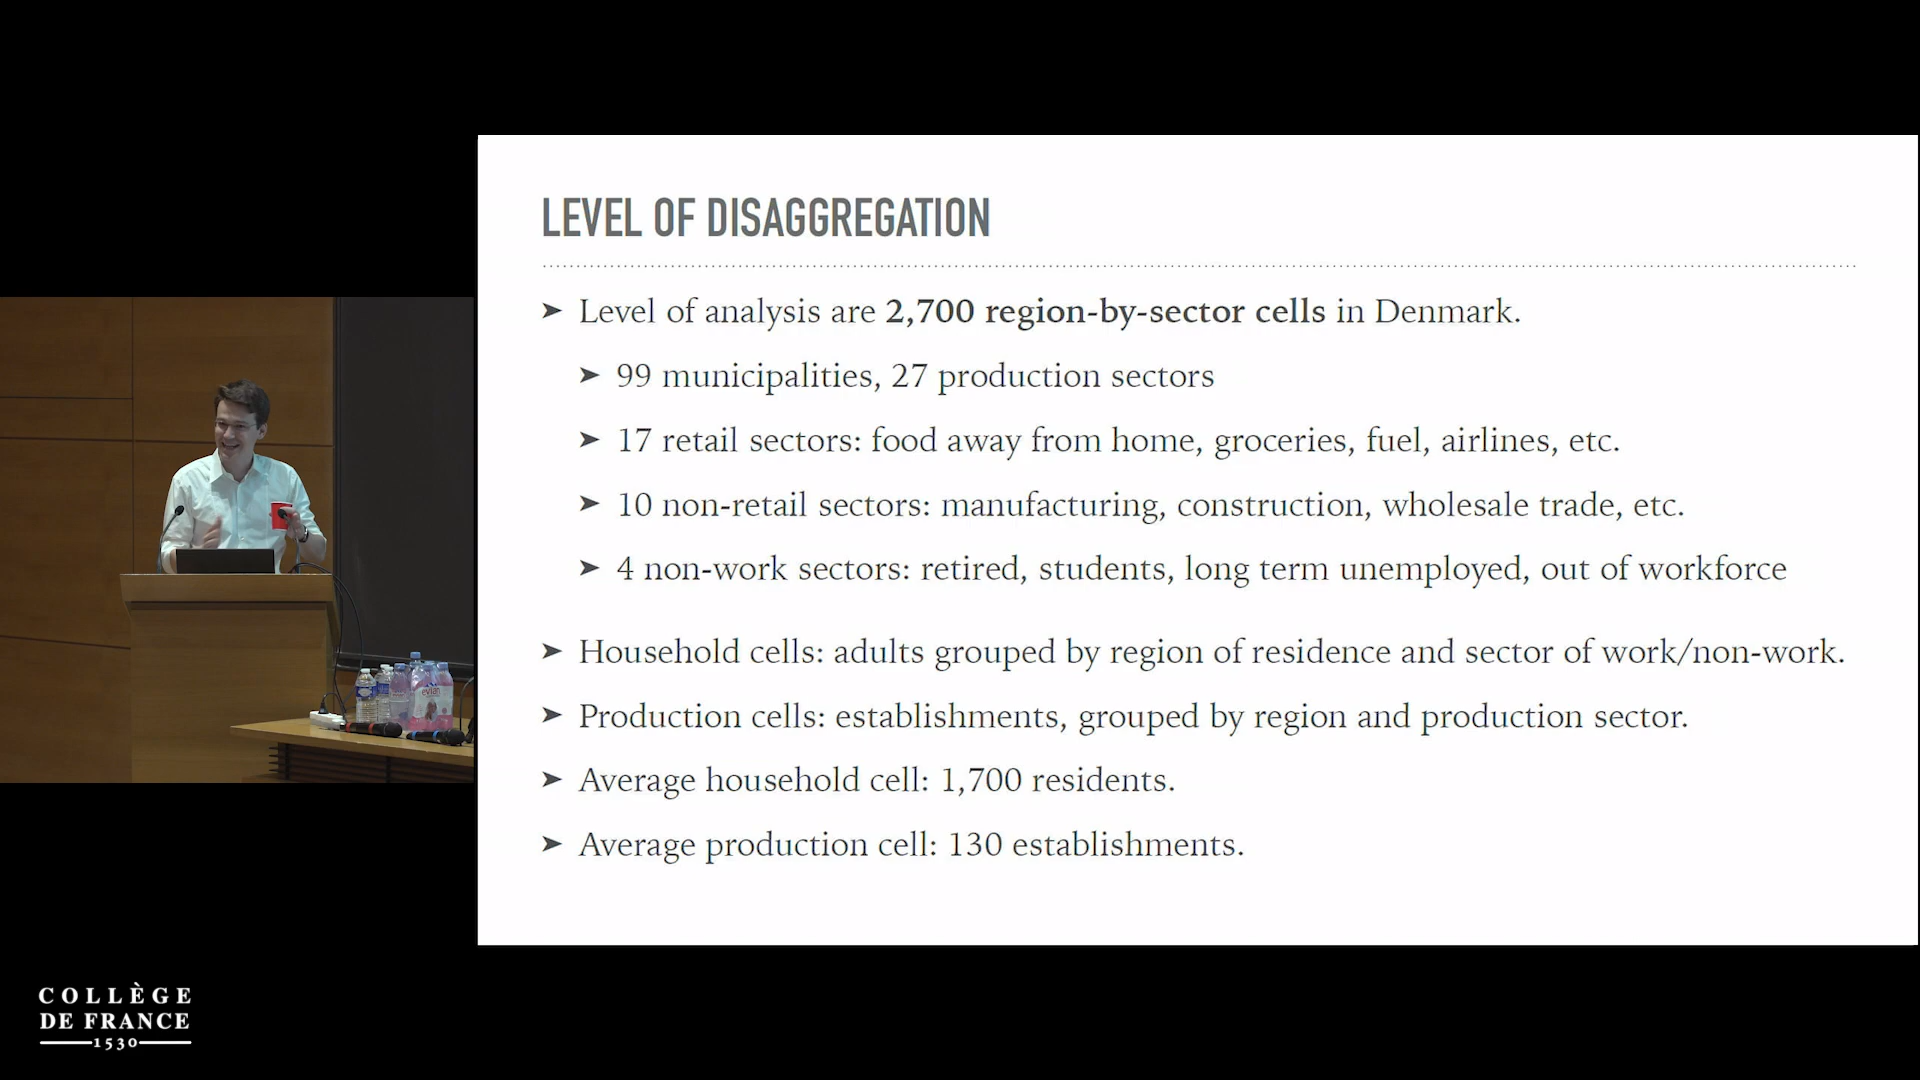 LEVEL OF DISAGGREGATION
➤ Level of analysis are 2,700 region-by-sector cells in Denmark.
➤ 99 municipalities, 27 production sectors
➤ 17 retail sectors: food away from home, groceries, fuel, airlines, etc.
➤ 10 non-retail sectors: manufacturing, construction, wholesale trade, etc.
➤ 4 non-work sectors: retired, students, long term unemployed, out of workforce
➤ Household cells: adults grouped by region of residence and sector of work/non-work.
➤ Production cells: establishments, grouped by region and production sector.
➤ Average household cell: 1,700 residents.
➤ Average production cell: 130 establishments.
evian
COLLÈGE
DE FRANCE
1530